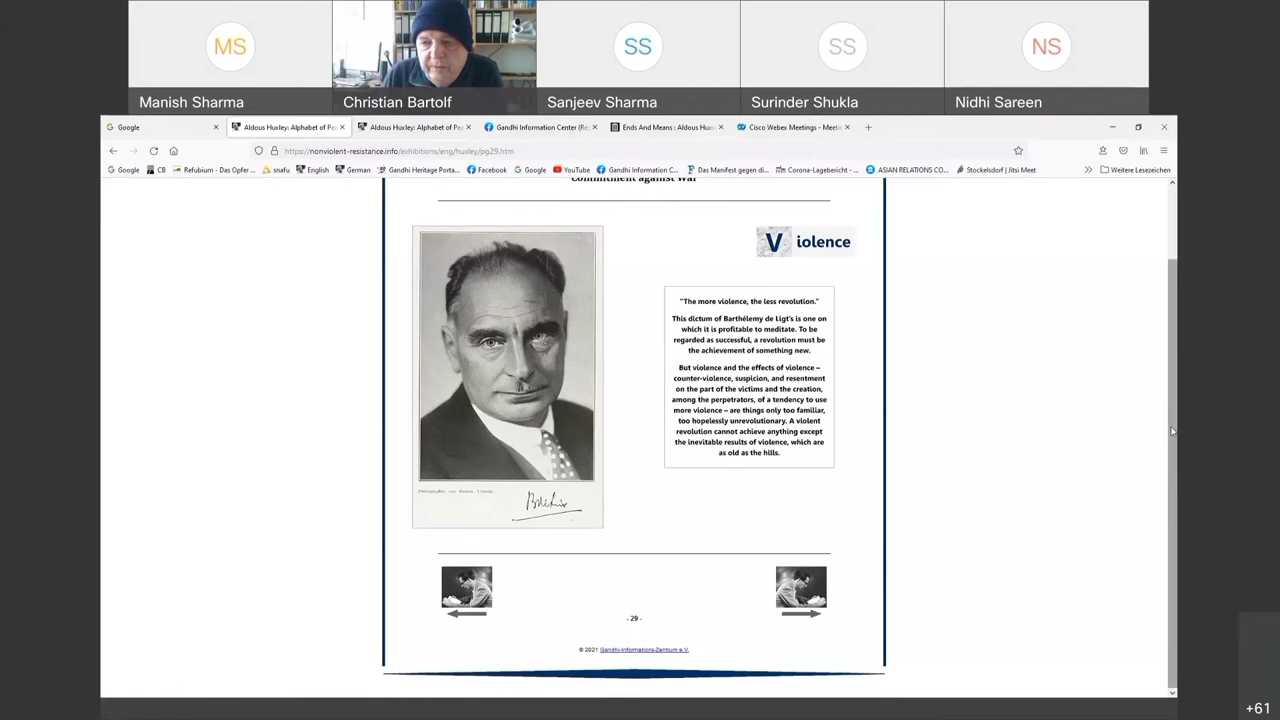 MS
SS
SS
NS
Manish Sharma
Christian Bartolf
Sanjeev Sharma
Surinder Shukla
Nidhi Sareen
Google
Aldous Huxley: Alphabet of Pe
Aldous Huxley: Alphabet of Pe
Gandhi Information Center (Re
Ends And Means : Aldous Hux
Cisco Webex Meetings - Meeti
https://nonviolent-resistance.info/exhibitions/eng/huxley/pg29.htm
Google
CB
Refubium - Das Opfer ...
snafu
English
German
Gandhi Heritage Porta...
Facebook
Google
YouTube
Gandhi Information C...
Das Manifest gegen di...
Corona-Lagebericht -...
ASIAN RELATIONS CO...
Stockelsdorf | Jitsi Meet
Weitere Lesezeichen
Commitment against War
V iolence
"The more violence, the less revolution."
This dictum of Barthélemy de Ligt's is one on
which it is profitable to meditate. To be
regarded as successful, a revolution must be
the achievement of something new.
But violence and the effects of violence –
counter-violence, suspicion, and resentment
on the part of the victims and the creation,
among the perpetrators, of a tendency to use
more violence – are things only too familiar,
too hopelessly unrevolutionary. A violent
revolution cannot achieve anything except
the inevitable results of violence, which are
as old as the hills.
- 29 -
© 2021 Gandhi-Informations-Zentrum e.V.
+61